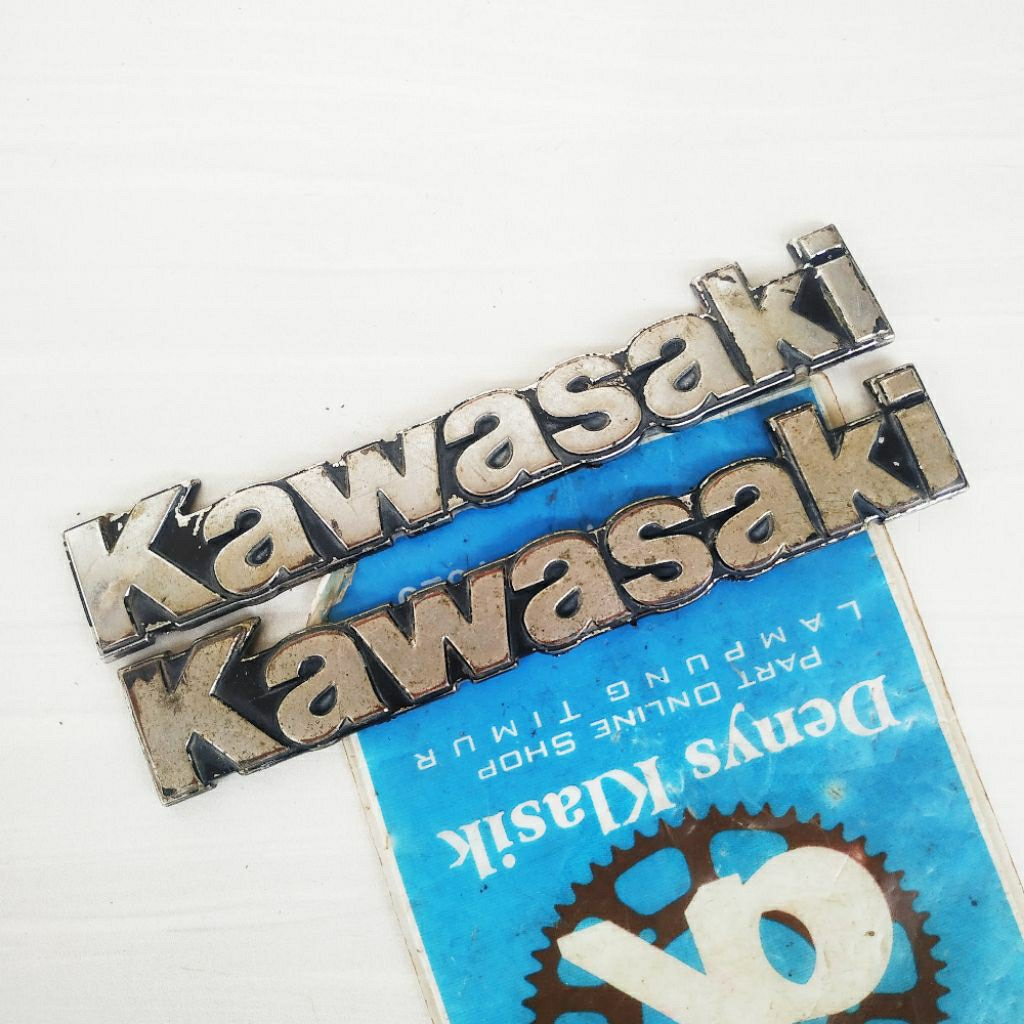 Kawasaki
Kawasaki
Denys Klasik
PART ONLINE SHOP
LAMPUNG TIMUR